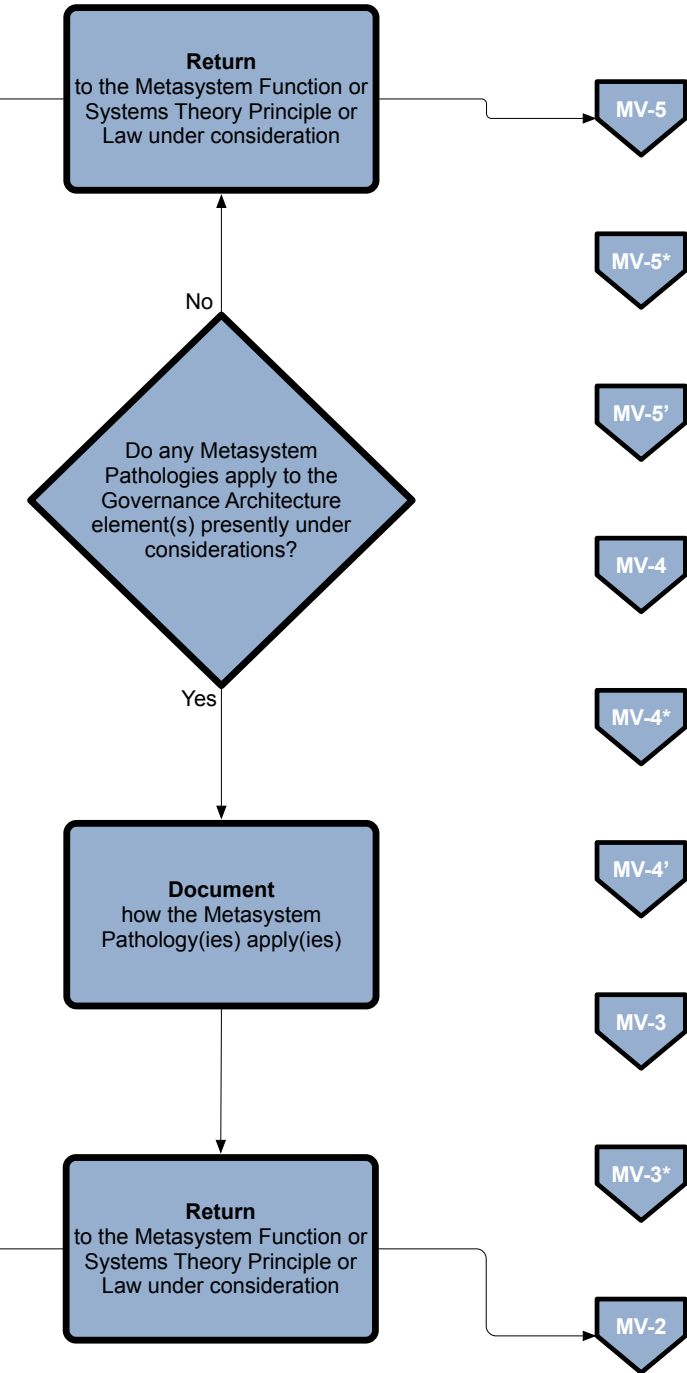 Return
to the Metasystem Function or
Systems Theory Principle or
Law under consideration
MV-5
MV-5*
No
MV-5’
Do any Metasystem
Pathologies apply to the
Governance Architecture
element(s) presently under
considerations?
MV-4
Yes
MV-4*
Document
how the Metasystem
Pathology(ies) apply(ies)
MV-4’
MV-3
MV-3*
Return
to the Metasystem Function or
Systems Theory Principle or
Law under consideration
MV-2